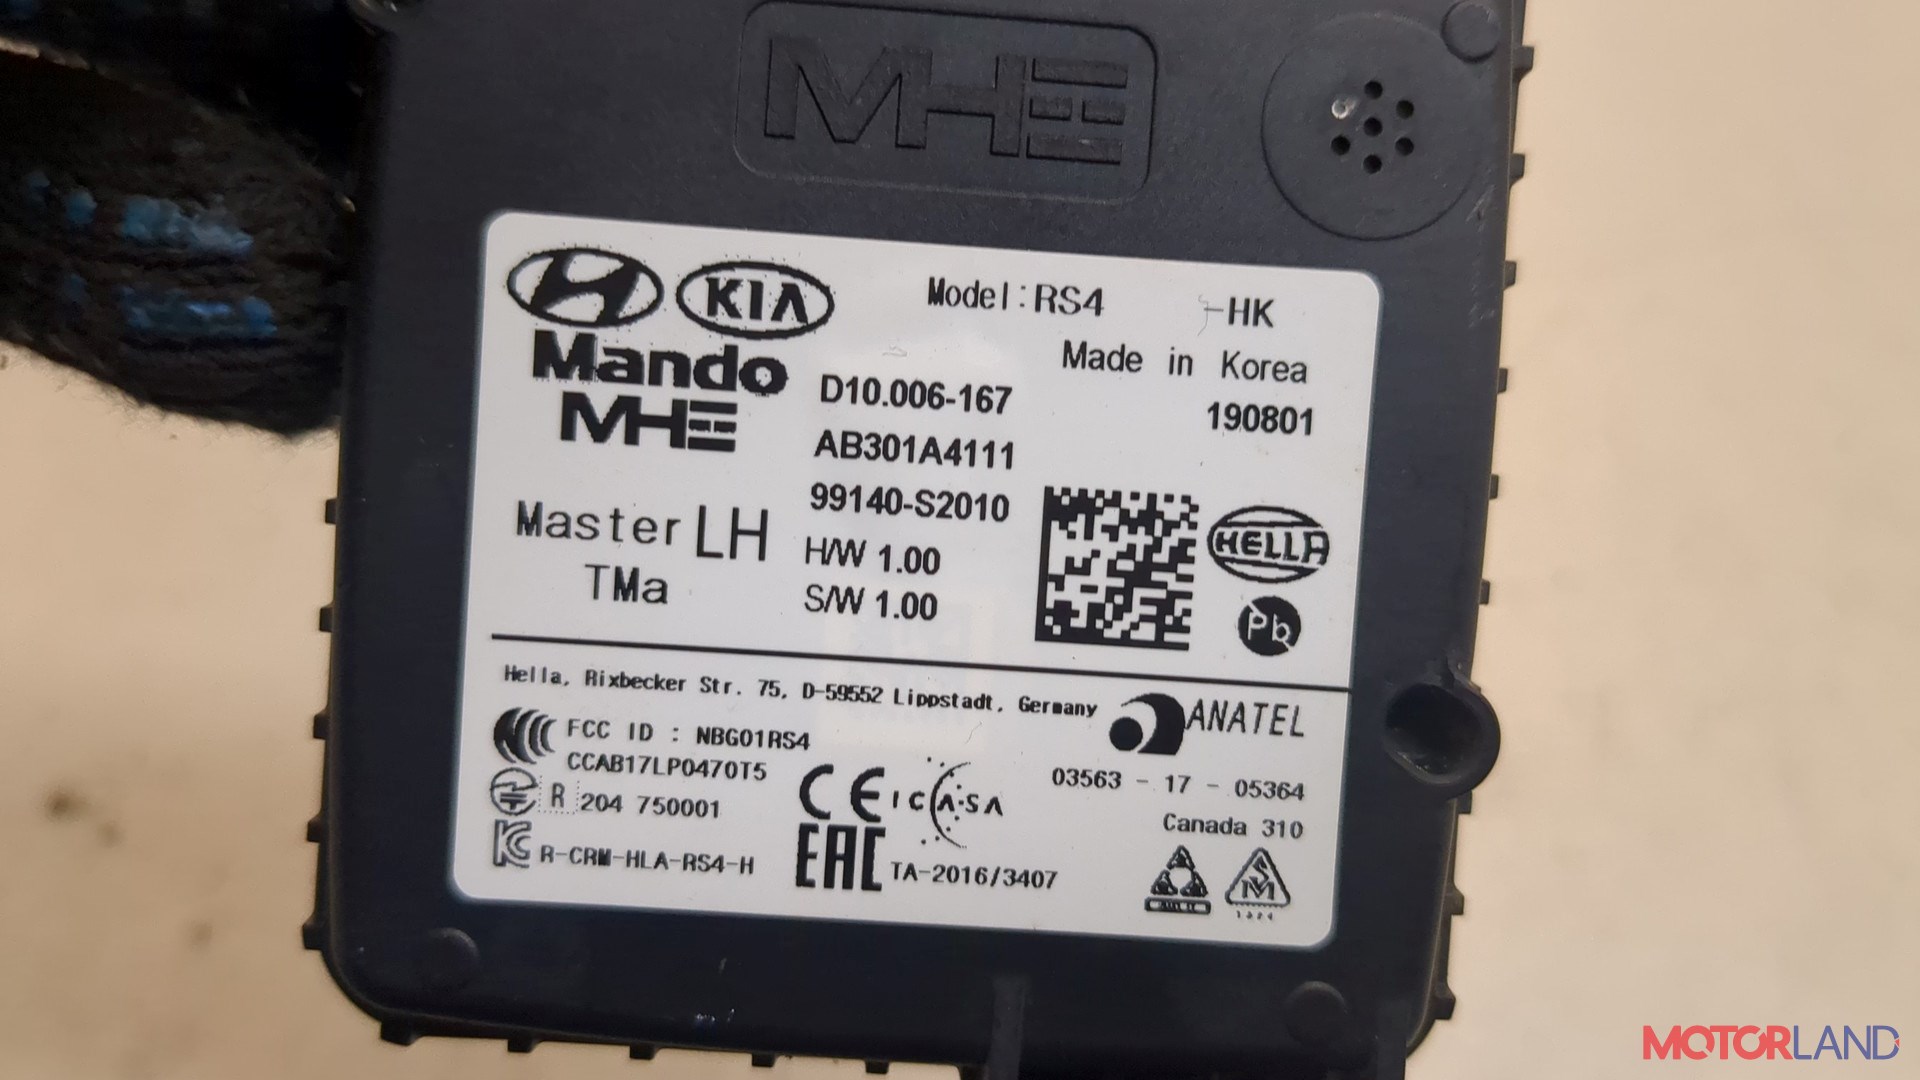 MHE
KIA
Model:RS4 -HK
Mando
Made in Korea
MHE
D10.006-167
190801
AB301A4111
99140-S2010
Master LH
H/W 1.00
HELLA
TMa
S/W 1.00
Pb
Hella, Rixbecker Str. 75, D-59552 Lippstadt, Germany
FCC ID : NBG01RS4
ANATEL
CCAB17LP0470T5
03563 - 17 - 05364
R 204 750001
CE ICASA
Canada 310
R-CRM-HLA-RS4-H
EAC
TA-2016/3407
MOTORLAND